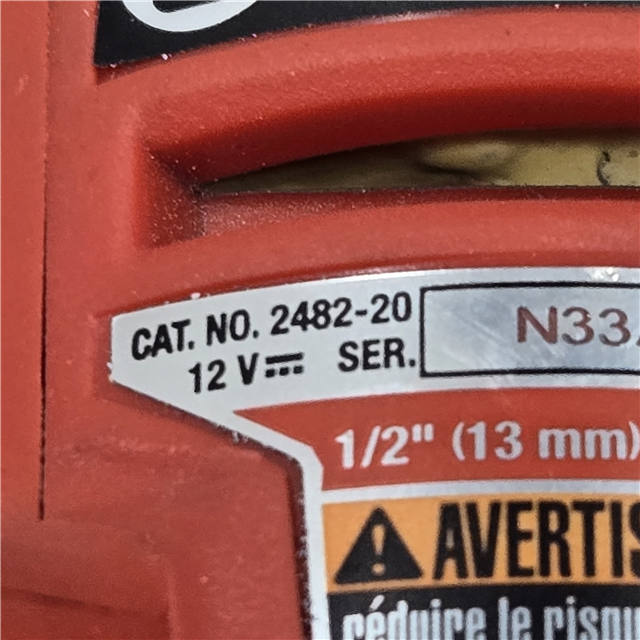 CAT. NO. 2482-20
12 V⎓ SER. N33
1/2" (13 mm)
⚠ AVERTIS
réduire le risqu